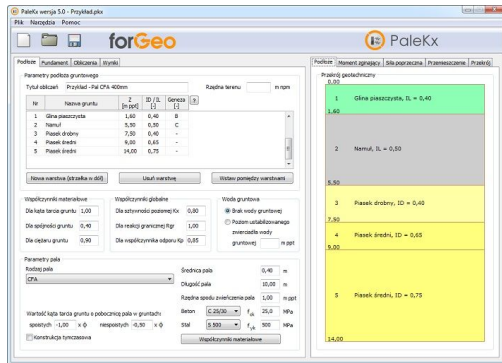 PaleKx wersja 5.0 - Przykład.pkx
Plik Narzędzia Pomoc
forGeo
PaleKx
Podłoże Fundament Obliczenia Wyniki
Parametry podłoża gruntowego
Tytuł obliczeń Przykład - Pal CFA 400mm Rzędna terenu m npm
Nr Nazwa gruntu Z [m ppt] ID / IL [-] Geneza [-] ?
1 Glina piaszczysta 1,60 0,40 B
2 Namuł 5,50 0,50 C
3 Piasek drobny 7,50 0,40 -
4 Piasek średni 9,00 0,65 -
5 Piasek średni 14,00 0,75 -
Nowa warstwa (strzałka w dół) Usuń warstwę Wstaw pomiędzy warstwami
Współczynniki materiałowe
Dla kąta tarcia gruntu 1,00
Dla spójności gruntu 0,40
Dla ciężaru gruntu 0,90
Współczynniki globalne
Dla sztywności poziomej Kx 0,80
Dla reakcji granicznej Rgr 1,00
Dla współczynnika odporu Kp 0,85
Woda gruntowa
Brak wody gruntowej
Poziom ustabilizowanego
zwierciadła wody
gruntowej m ppt
Parametry pala
Rodzaj pala
CFA
Wartość kąta tarcia gruntu o pobocznicę pala w gruntach
spoistych -1,00 x ϕ niespoistych -0,50 x ϕ
Konstrukcja tymczasowa
Średnica pala 0,40 m
Długość pala 10,00 m
Rzędna spodu zwieńczenia pala 1,00 m ppt
Beton C 25/30 f ck 25,0 MPa
Stal S 500 f yk 500 MPa
Współczynniki materiałowe
Podłoże Moment zginający Siła poprzeczna Przemieszczenie Przekrój
Przekrój geotechniczny
0,00
1 Glina piaszczysta, IL = 0,40
1,60
2 Namuł, IL = 0,50
5,50
3 Piasek drobny, ID = 0,40
7,50
4 Piasek średni, ID = 0,65
9,00
5 Piasek średni, ID = 0,75
14,00